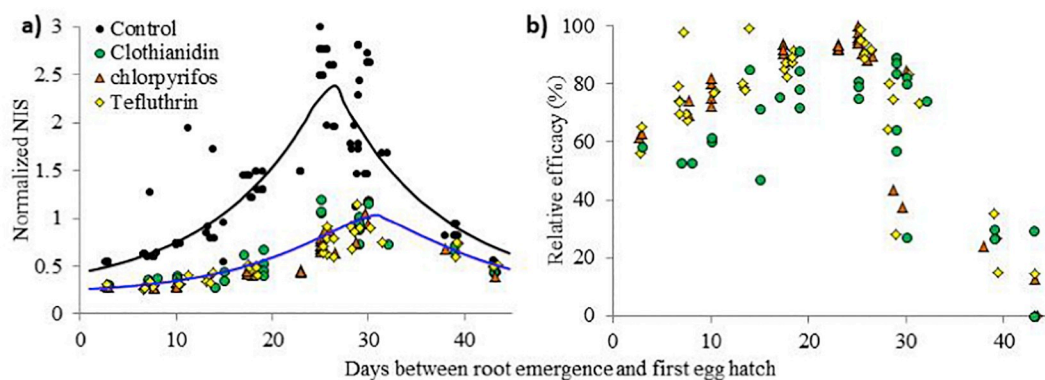 a)
Control
Clothianidin
chlorpyrifos
Tefluthrin
Normalized NIS
3
2.5
2
1.5
1
0.5
0
0 10 20 30 40
b)
Relative efficacy (%)
100
80
60
40
20
0
0 10 20 30 40
Days between root emergence and first egg hatch